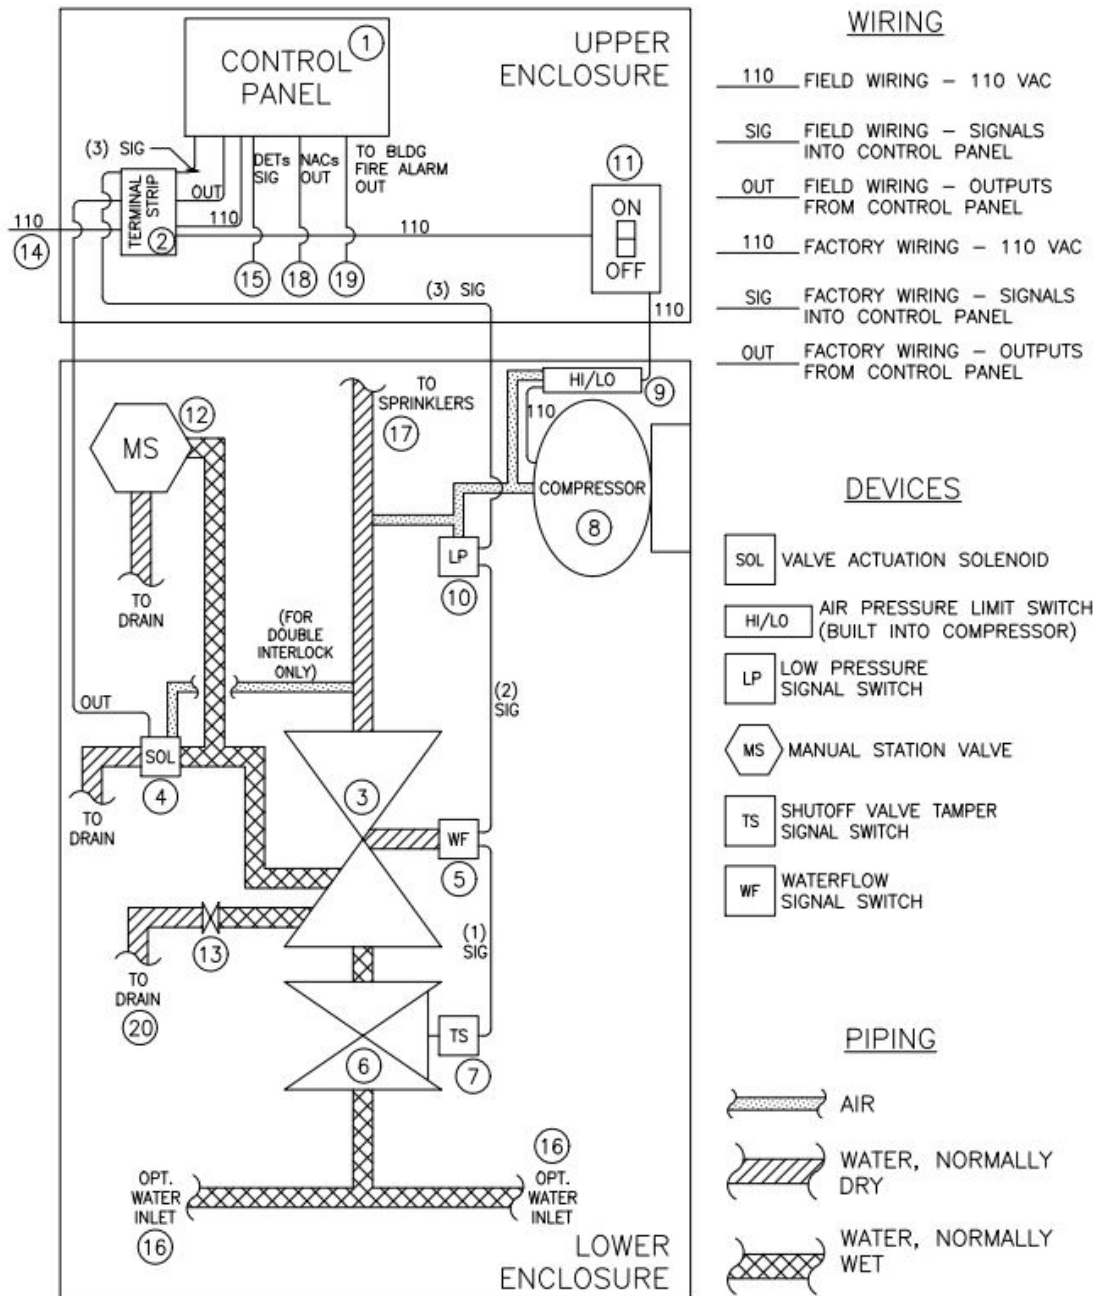 UPPER
ENCLOSURE
CONTROL
PANEL
1
(3) SIG
TERMINAL
STRIP
2
OUT
110
DETs
SIG
NACs
OUT
TO BLDG
FIRE ALARM
OUT
110
14
110
15
18
19
11
ON
OFF
(3) SIG
110
TO
SPRINKLERS
17
HI/LO
9
110
COMPRESSOR
8
12
MS
TO
DRAIN
LP
10
(FOR
DOUBLE
INTERLOCK
ONLY)
OUT
SOL
4
TO
DRAIN
(2)
SIG
3
WF
5
13
TO
DRAIN
20
(1)
SIG
TS
7
6
OPT.
WATER
INLET
16
16
OPT.
WATER
INLET
LOWER
ENCLOSURE
WIRING
110 FIELD WIRING – 110 VAC
SIG FIELD WIRING – SIGNALS
INTO CONTROL PANEL
OUT FIELD WIRING – OUTPUTS
FROM CONTROL PANEL
110 FACTORY WIRING – 110 VAC
SIG FACTORY WIRING – SIGNALS
INTO CONTROL PANEL
OUT FACTORY WIRING – OUTPUTS
FROM CONTROL PANEL
DEVICES
SOL VALVE ACTUATION SOLENOID
HI/LO AIR PRESSURE LIMIT SWITCH
(BUILT INTO COMPRESSOR)
LP LOW PRESSURE
SIGNAL SWITCH
MS MANUAL STATION VALVE
TS SHUTOFF VALVE TAMPER
SIGNAL SWITCH
WF WATERFLOW
SIGNAL SWITCH
PIPING
AIR
WATER, NORMALLY
DRY
WATER, NORMALLY
WET